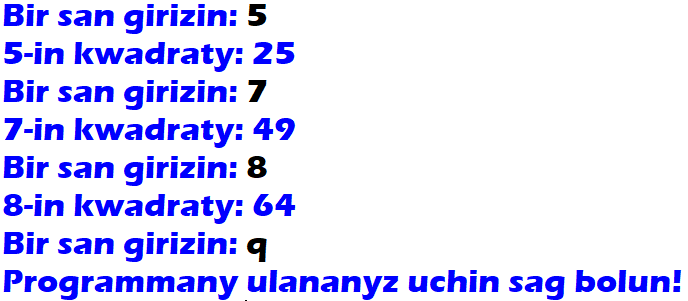 Bir san girizin: 5
5-in kwadraty: 25
Bir san girizin: 7
7-in kwadraty: 49
Bir san girizin: 8
8-in kwadraty: 64
Bir san girizin: q
Programmany ulananyz uchin sag bolun!